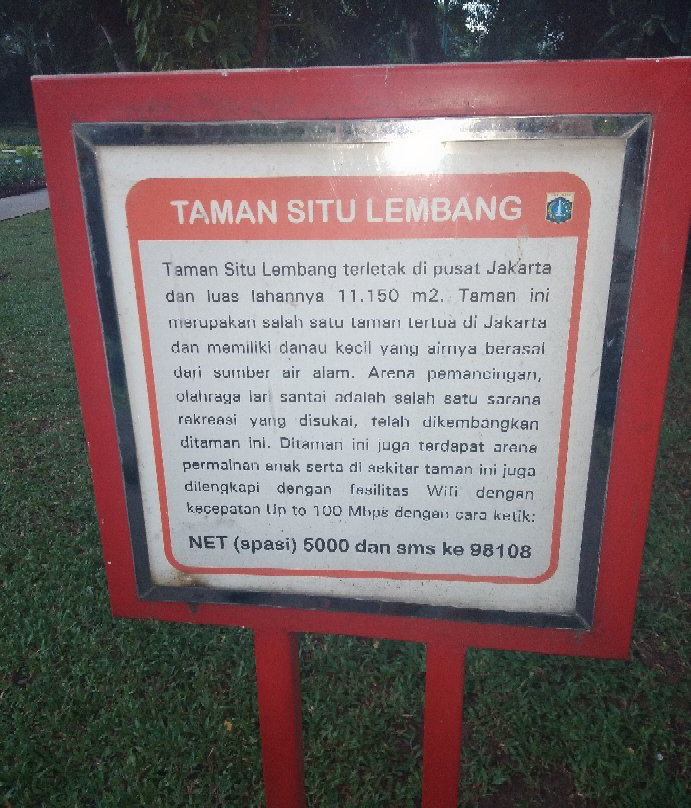 TAMAN SITU LEMBANG
Taman Situ Lembang terletak di pusat Jakarta
dan luas lahannya 11.150 m2. Taman ini
merupakan salah satu taman tertua di Jakarta
dan memiliki danau kecil yang airnya berasal
dari sumber air alam. Arena pemancingan,
olahraga lari santai adalah salah satu sarana
rekreasi yang disukai, telah dikembangkan
ditaman ini. Ditaman ini juga terdapat arena
permainan anak serta di sekitar taman ini juga
dilengkapi dengan fasilitas Wifi dengan
kecepatan Up to 100 Mbps dengan cara ketik:
NET (spasi) 5000 dan sms ke 98108